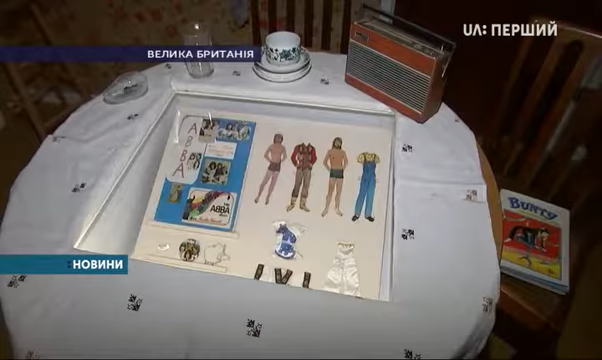 UA: ПЕРШИЙ
ВЕЛИКА БРИТАНІЯ
ABBA
ABBA
BUNTY
:НОВИНИ